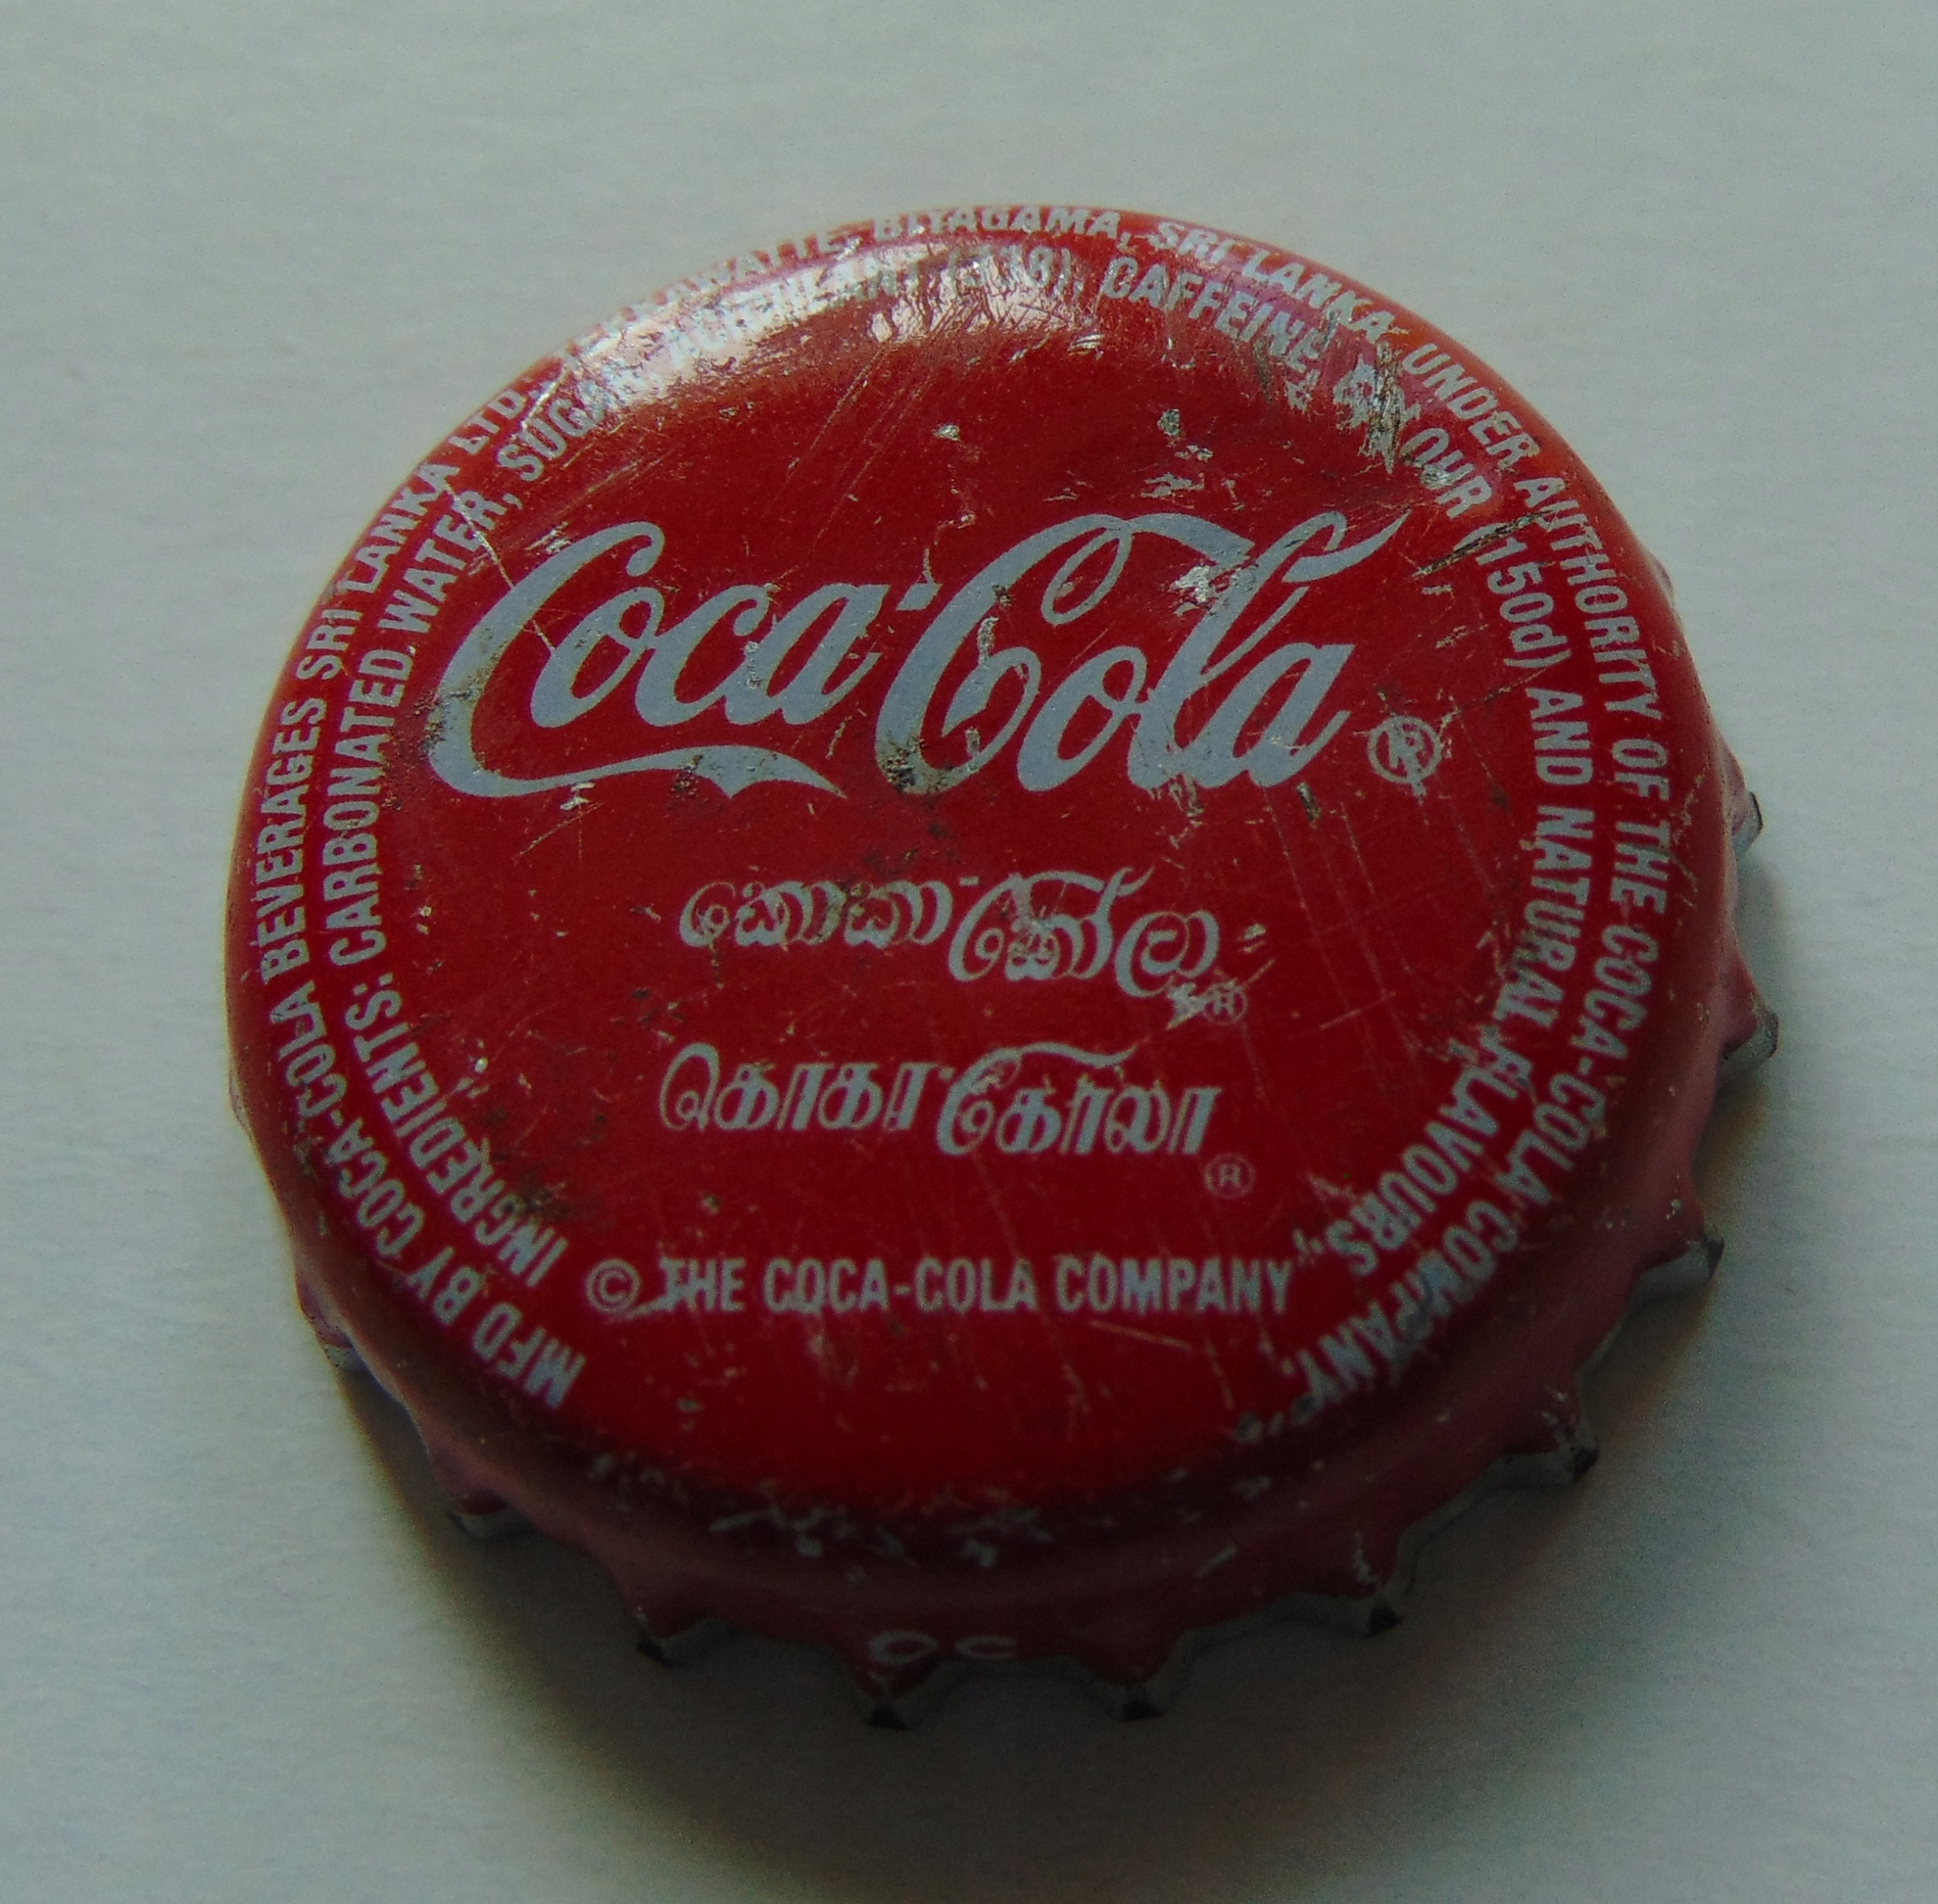 MFD BY COCA-COLA BEVERAGES SRI LANKA LTD., BIYAGAMA, SRI LANKA UNDER AUTHORITY OF THE COCA-COLA COMPANY.
INGREDIENTS: CARBONATED WATER, SUGAR, CAFFEINE, COLOUR (150d) AND NATURAL FLAVOURS.
Coca-Cola ®
කොකා-කෝලා ®
கொகா-கோலா ®
© THE COCA-COLA COMPANY